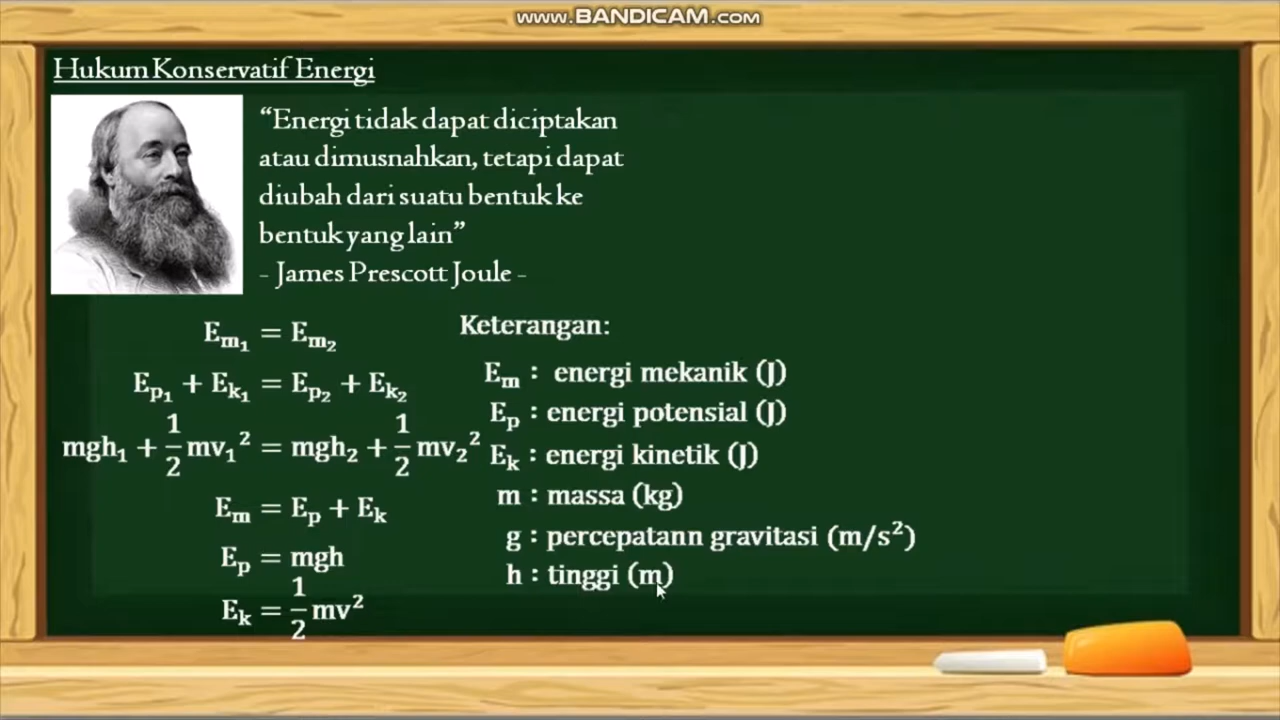 www.BANDICAM.com
Hukum Konservatif Energi
“Energi tidak dapat diciptakan
atau dimusnahkan, tetapi dapat
diubah dari suatu bentuk ke
bentuk yang lain”
- James Prescott Joule -
Eₘ₁ = Eₘ₂
Eₚ₁ + Eₖ₁ = Eₚ₂ + Eₖ₂
mgh₁ + 1/2 mv₁² = mgh₂ + 1/2 mv₂²
Eₘ = Eₚ + Eₖ
Eₚ = mgh
Eₖ = 1/2 mv²
Keterangan:
Eₘ : energi mekanik (J)
Eₚ : energi potensial (J)
Eₖ : energi kinetik (J)
m : massa (kg)
g : percepatann gravitasi (m/s²)
h : tinggi (m)